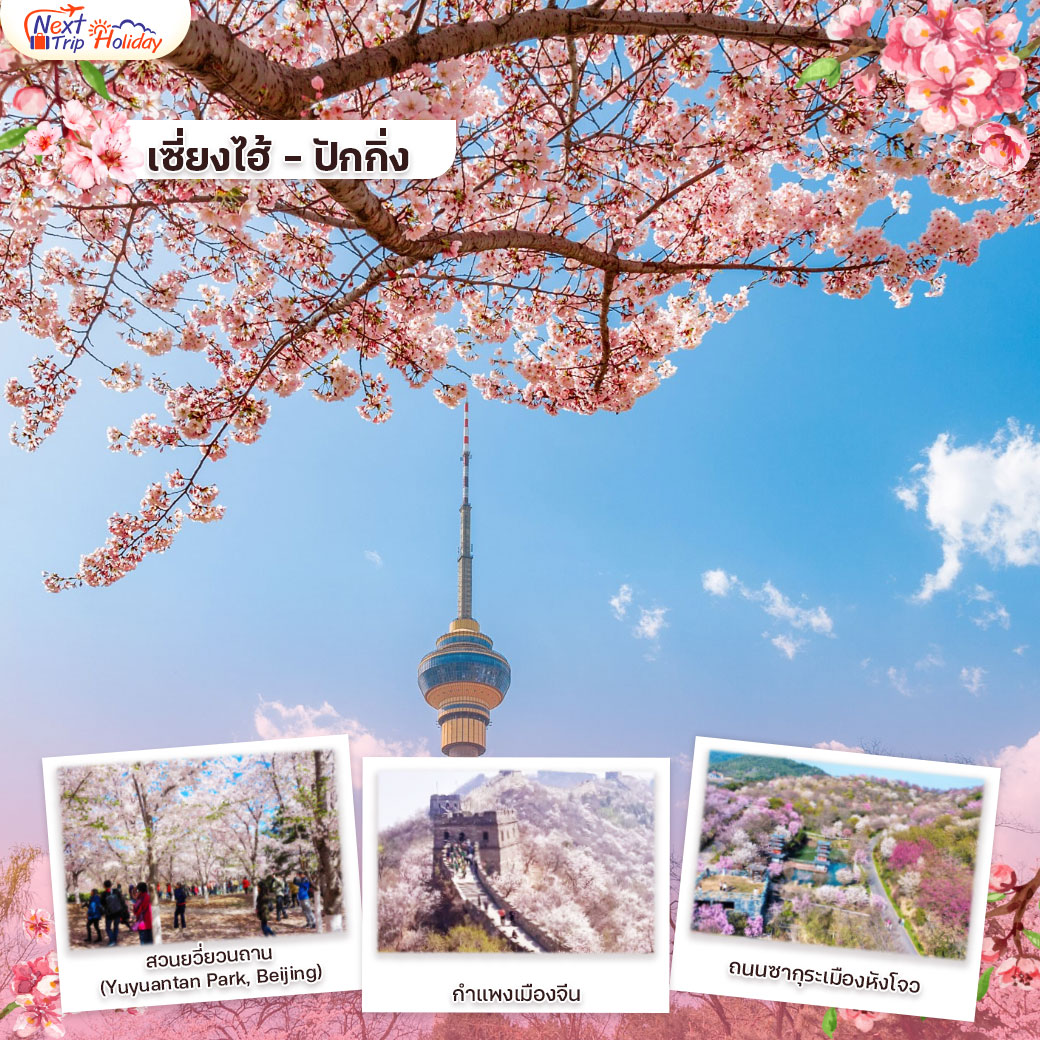 Next
Trip Holiday
เซี่ยงไฮ้ - ปักกิ่ง
สวนยวี่ยวนถาน
(Yuyuantan Park, Beijing)
กำแพงเมืองจีน
ถนนซากุระเมืองหังโจว